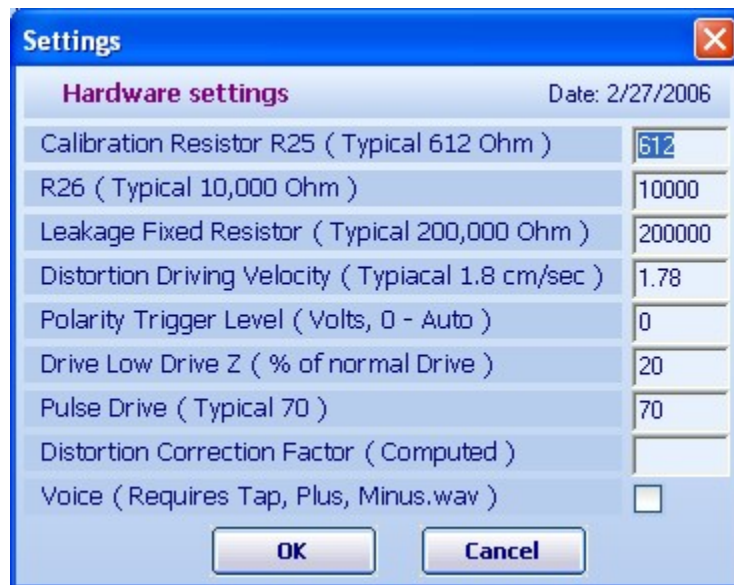 Settings
Hardware settings Date: 2/27/2006
Calibration Resistor R25 ( Typical 612 Ohm ) 612
R26 ( Typical 10,000 Ohm ) 10000
Leakage Fixed Resistor ( Typical 200,000 Ohm ) 200000
Distortion Driving Velocity ( Typiacal 1.8 cm/sec ) 1.78
Polarity Trigger Level ( Volts, 0 - Auto ) 0
Drive Low Drive Z ( % of normal Drive ) 20
Pulse Drive ( Typical 70 ) 70
Distortion Correction Factor ( Computed )
Voice ( Requires Tap, Plus, Minus.wav )
OK Cancel